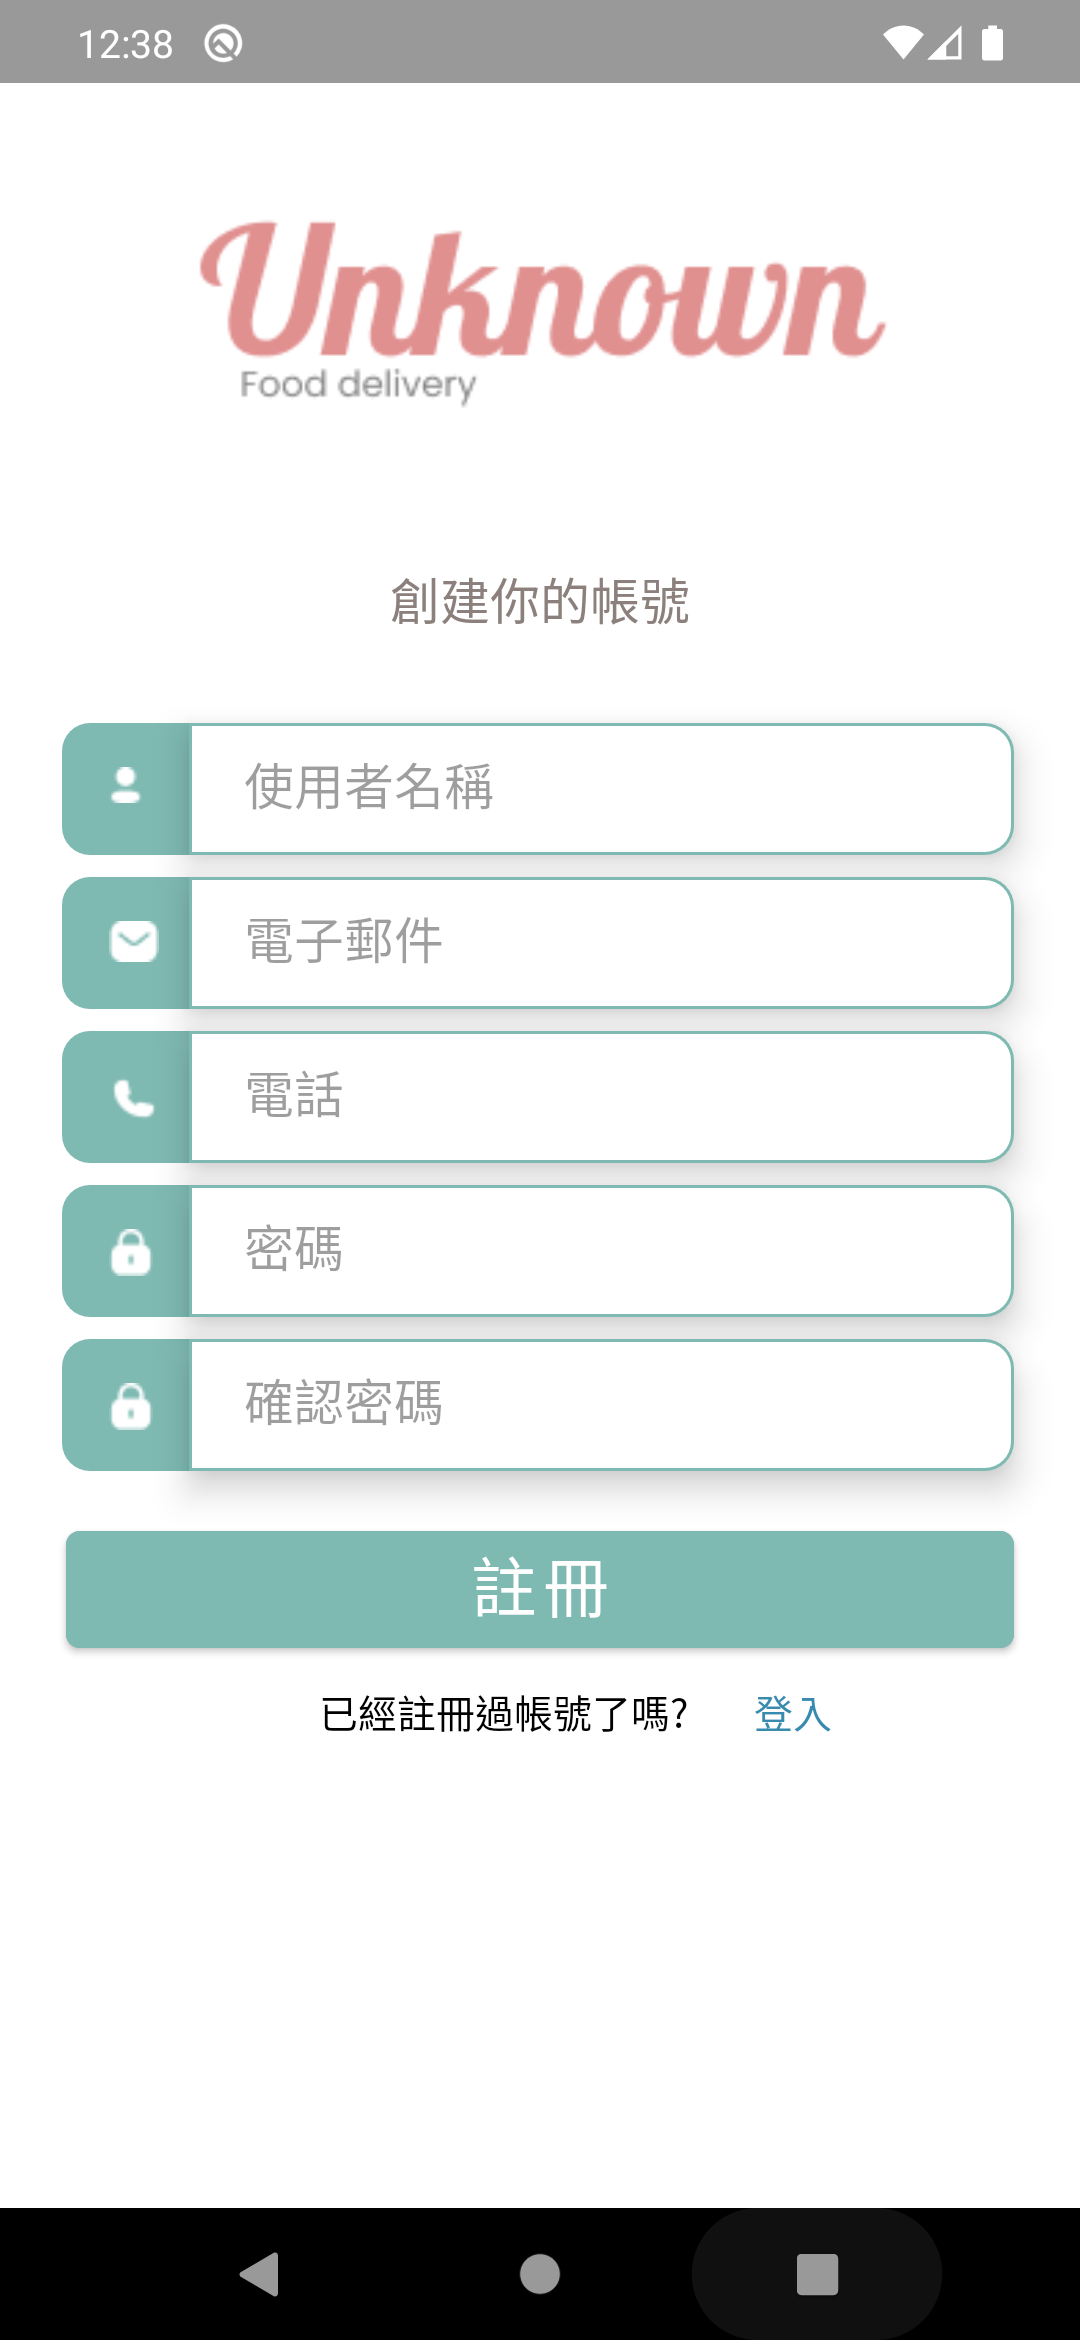 12:38
Unknown
Food delivery
創建你的帳號
使用者名稱
電子郵件
電話
密碼
確認密碼
註冊
已經註冊過帳號了嗎? 登入